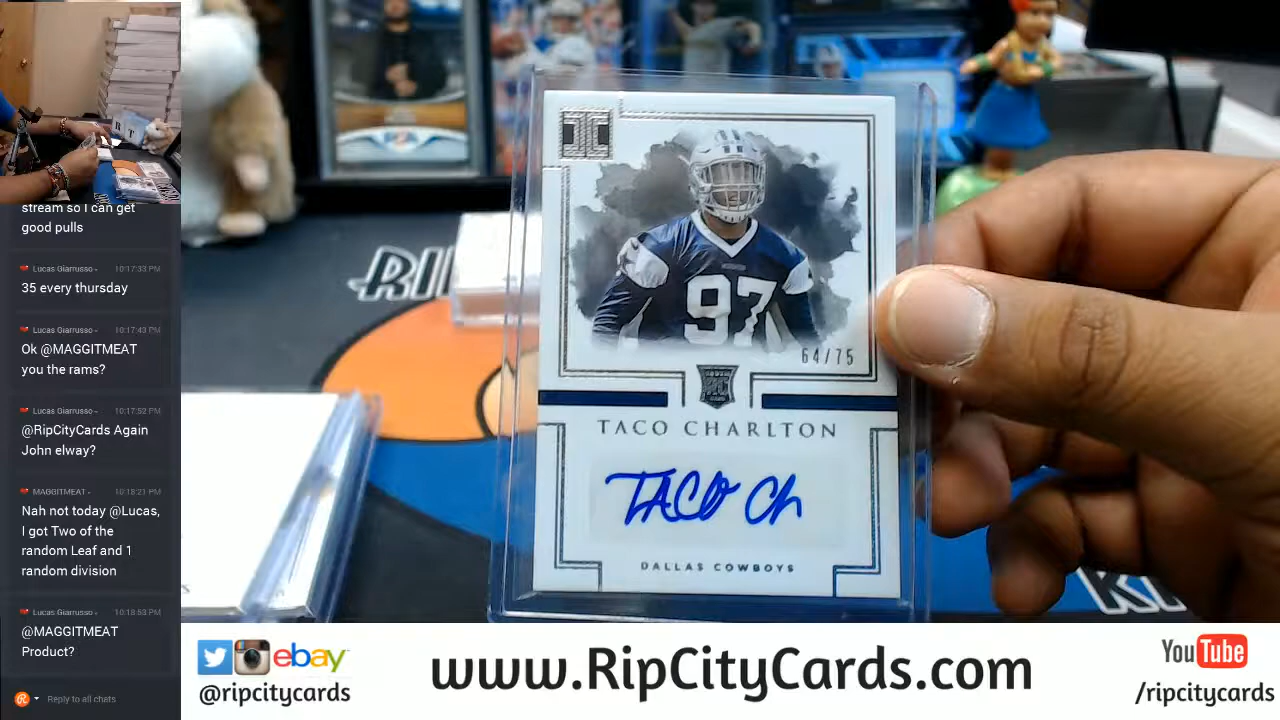 stream so I can get
good pulls
Lucas Giarrusso - 10:17:33 PM
35 every thursday
Lucas Giarrusso - 10:17:43 PM
Ok @MAGGITMEAT
you the rams?
Lucas Giarrusso - 10:17:52 PM
@RipCityCards Again
John elway?
MAGGITMEAT - 10:18:21 PM
Nah not today @Lucas,
I got Two of the
random Leaf and 1
random division
Lucas Giarrusso - 10:18:53 PM
@MAGGITMEAT
Product?
Reply to all chats
RI
97
64/75
TACO CHARLTON
TACO Ch
DALLAS COWBOYS
ebay
@ripcitycards
www.RipCityCards.com
YouTube
/ripcitycards